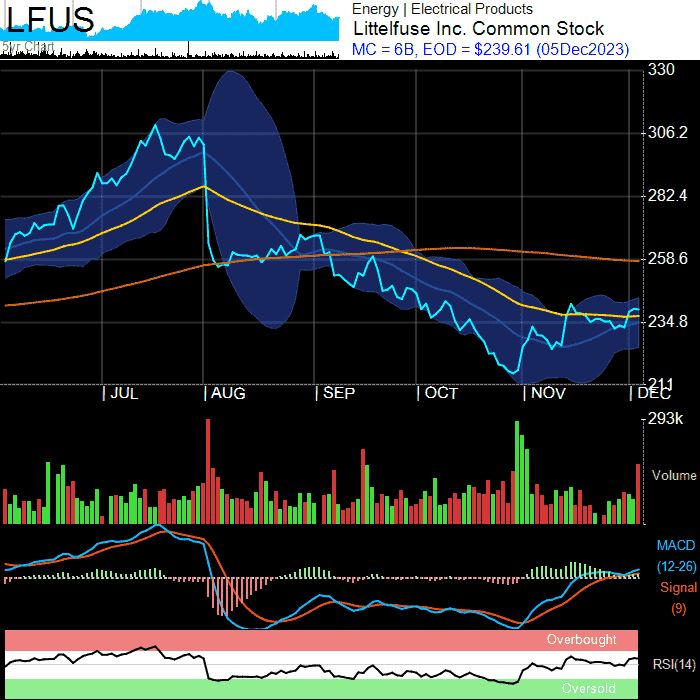 LFUS
5yr Chart
Energy | Electrical Products
Littelfuse Inc. Common Stock
MC = 6B, EOD = $239.61 (05Dec2023)
330
306.2
282.4
258.6
234.8
211
JUL AUG SEP OCT NOV DEC
293k
Volume
MACD
(12-26)
Signal
(9)
Overbought
RSI(14)
Oversold